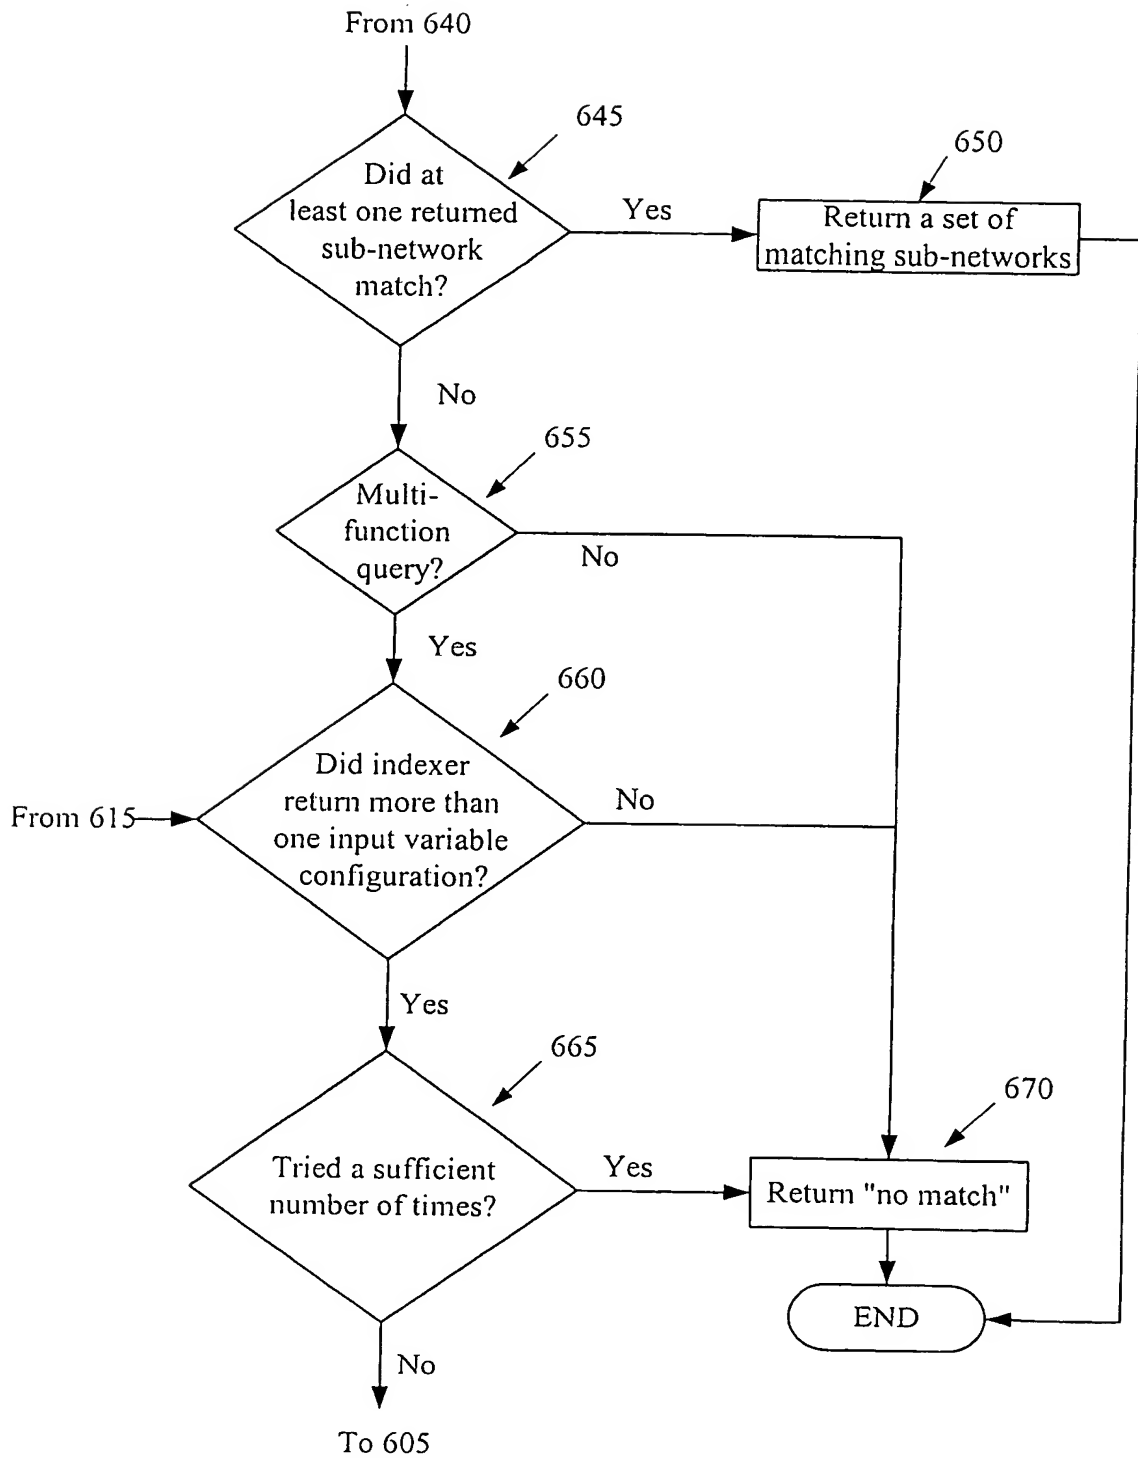 From 640
645
Did at
least one returned
sub-network
match?
Yes
650
Return a set of
matching sub-networks
No
655
Multi-
function
query?
No
Yes
660
From 615
Did indexer
return more than
one input variable
configuration?
No
Yes
665
Tried a sufficient
number of times?
Yes
670
Return "no match"
END
No
To 605